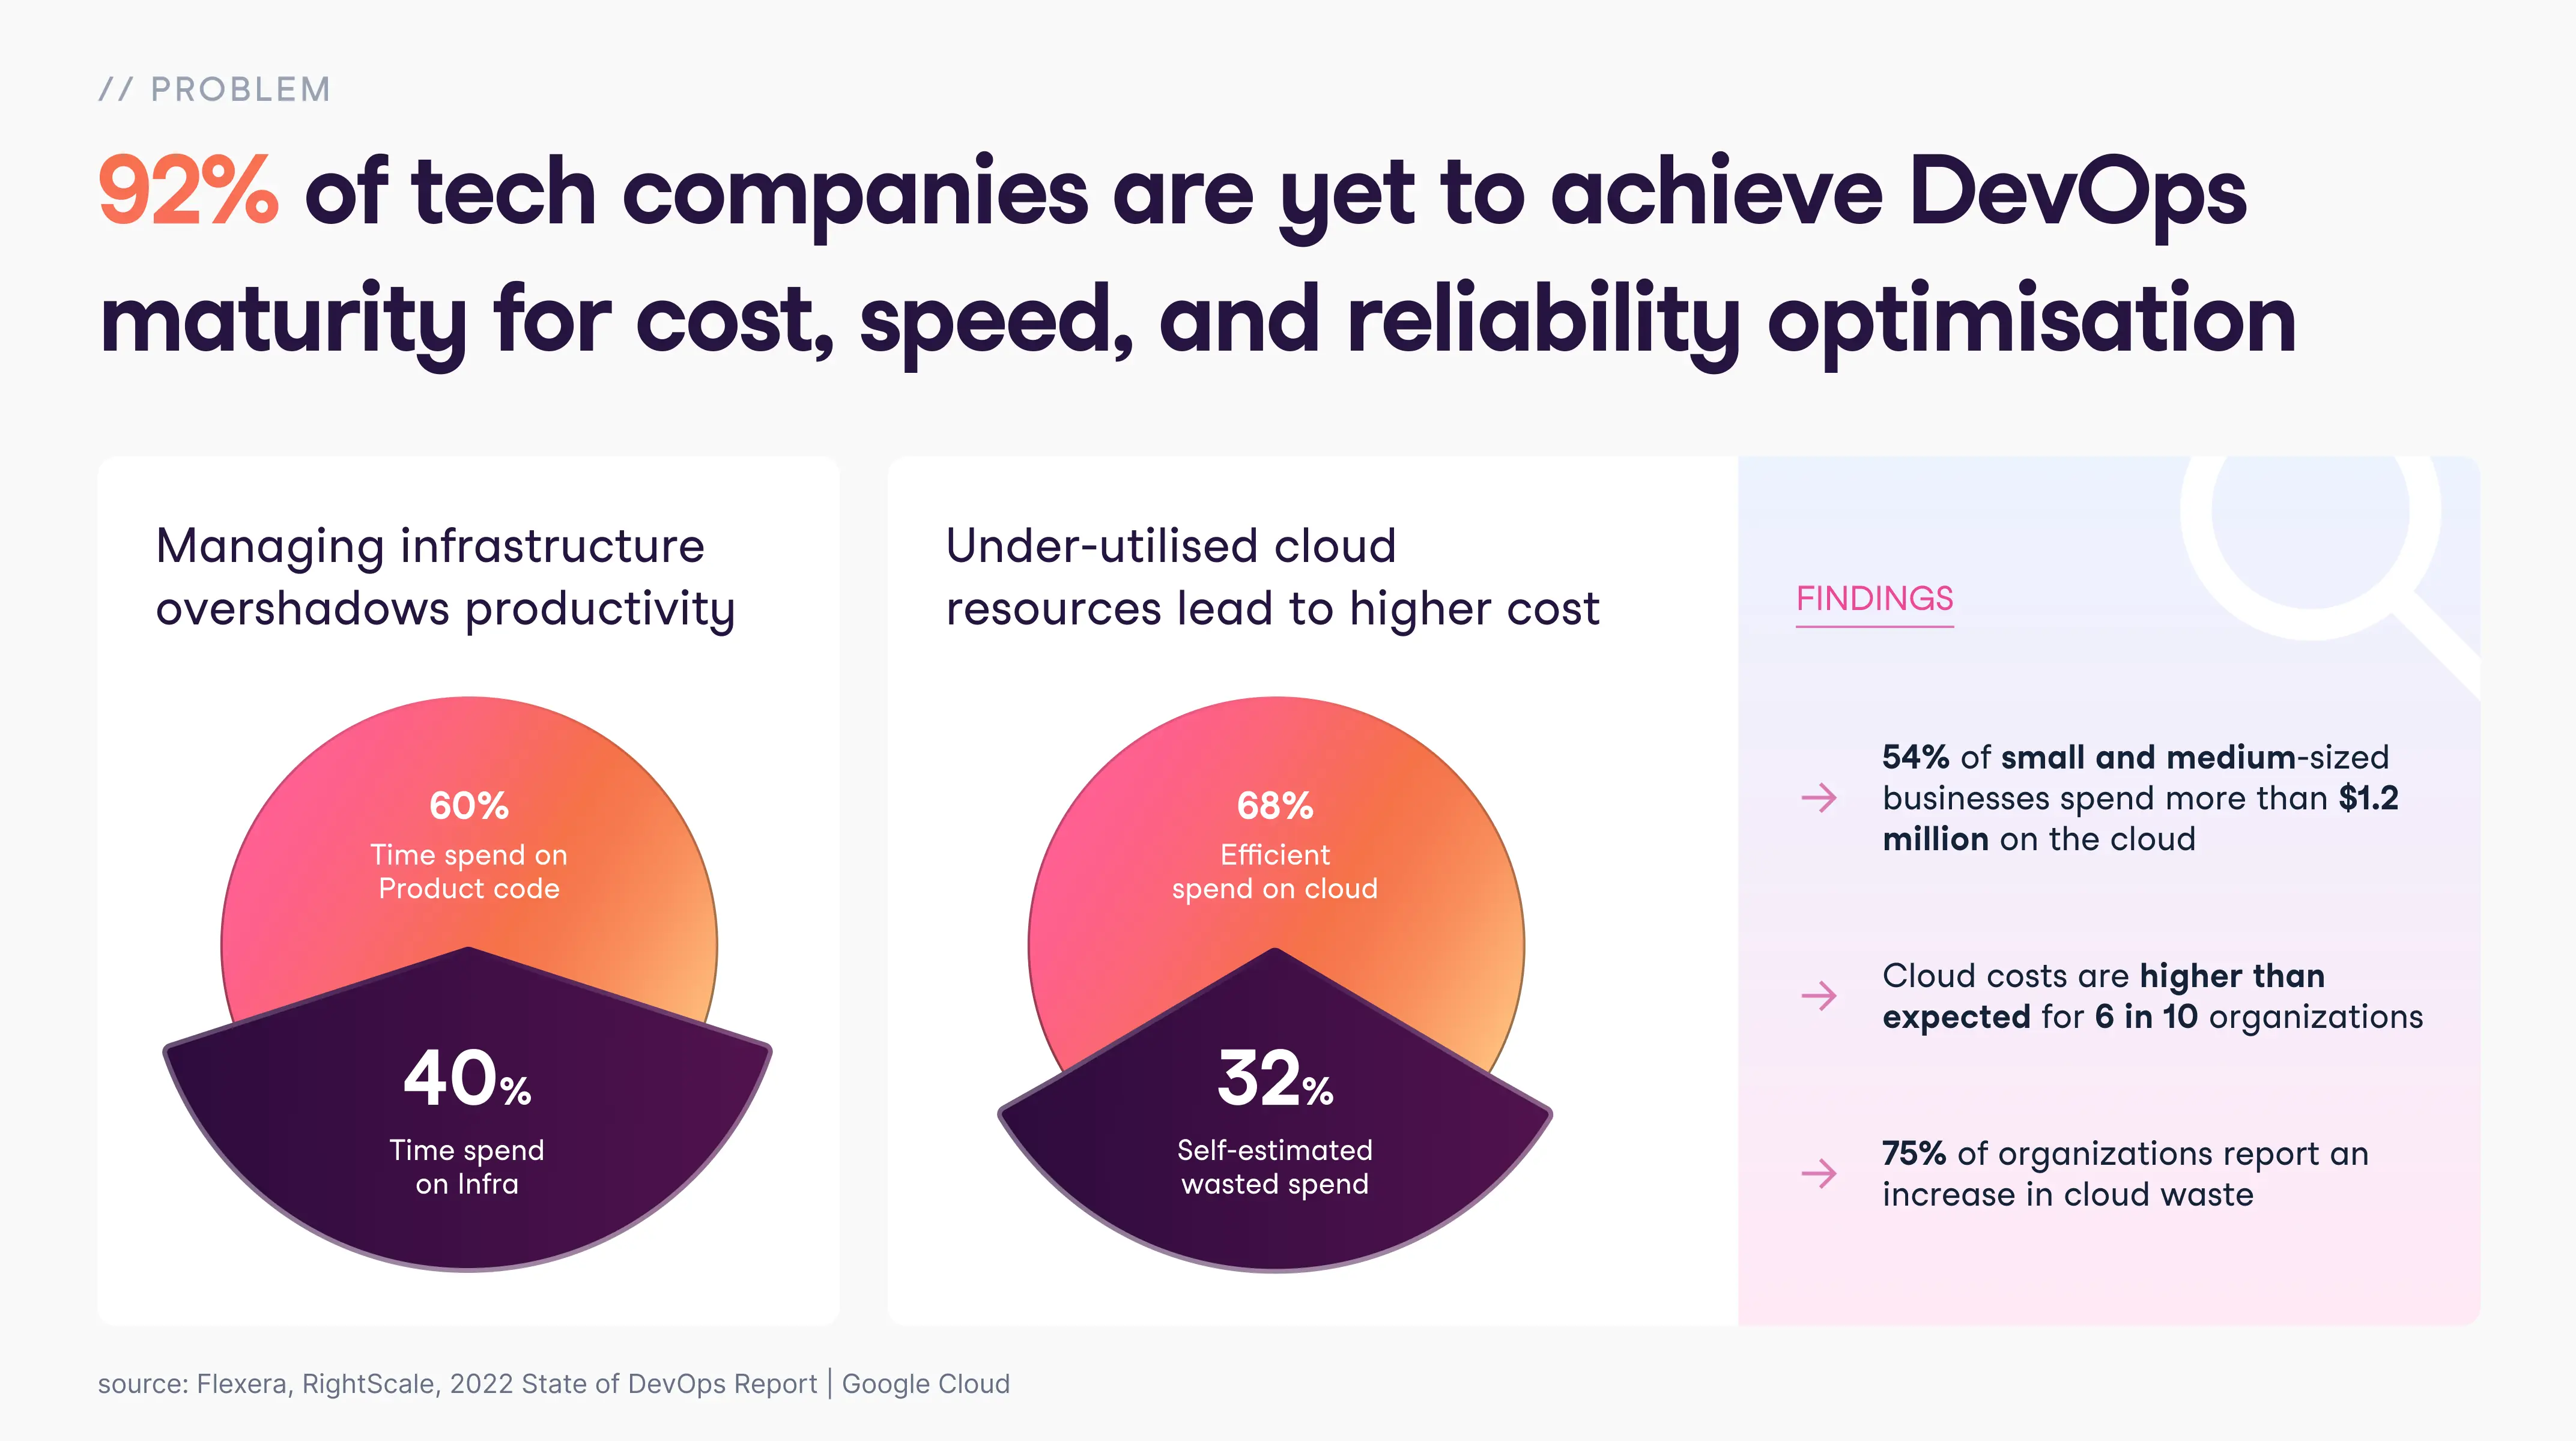 // PROBLEM
92% of tech companies are yet to achieve DevOps
maturity for cost, speed, and reliability optimisation
Managing infrastructure
overshadows productivity
60%
Time spend on
Product code
40%
Time spend
on Infra
Under-utilised cloud
resources lead to higher cost
68%
Efficient
spend on cloud
32%
Self-estimated
wasted spend
FINDINGS
54% of small and medium-sized
businesses spend more than $1.2
million on the cloud
Cloud costs are higher than
expected for 6 in 10 organizations
75% of organizations report an
increase in cloud waste
source: Flexera, RightScale, 2022 State of DevOps Report | Google Cloud